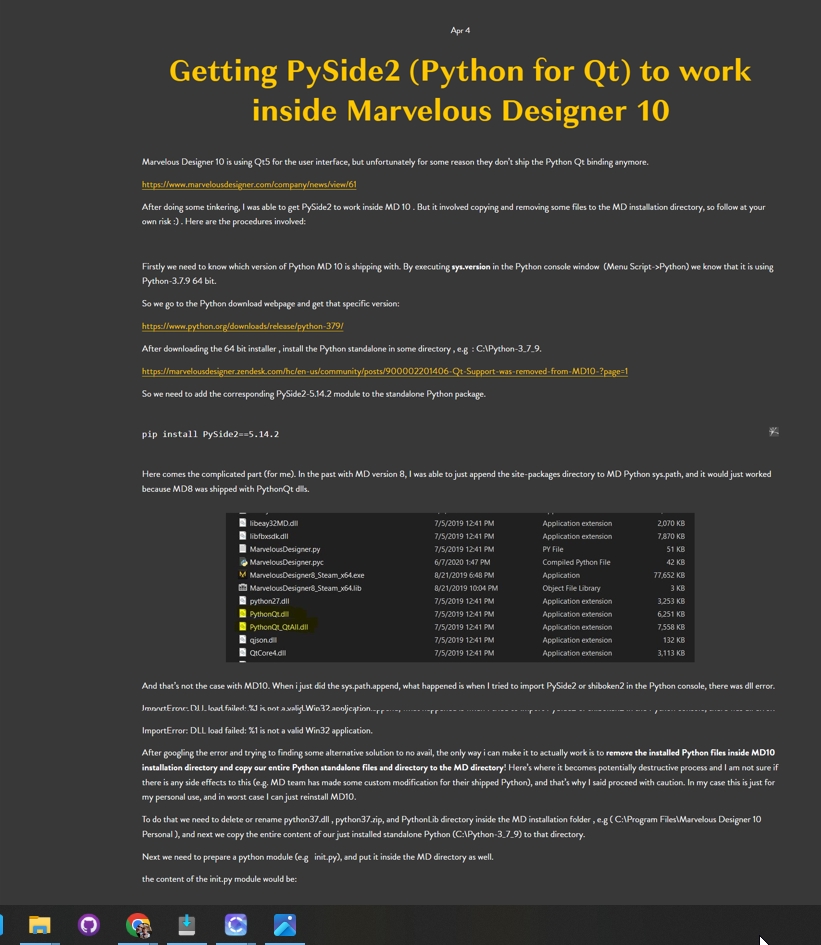 Apr 4
Getting PySide2 (Python for Qt) to work
inside Marvelous Designer 10
Marvelous Designer 10 is using Qt5 for the user interface, but unfortunately for some reason they don't ship the Python Qt binding anymore.
https://www.marvelousdesigner.com/company/news/view/61
After doing some tinkering, I was able to get PySide2 to work inside MD 10 . But it involved copying and removing some files to the MD installation directory, so follow at your
own risk :) . Here are the procedures involved:
Firstly we need to know which version of Python MD 10 is shipping with. By executing sys.version in the Python console window (Menu Script->Python) we know that it is using
Python-3.7.9 64 bit.
So we go to the Python download webpage and get that specific version:
https://www.python.org/downloads/release/python-379/
After downloading the 64 bit installer , install the Python standalone in some directory , e.g : C:\Python-3_7_9.
https://marvelousdesigner.zendesk.com/hc/en-us/community/posts/900002201406-Qt-Support-was-removed-from-MD10-?page=1
So we need to add the corresponding PySide2-5.14.2 module to the standalone Python package.
pip install PySide2==5.14.2
Here comes the complicated part (for me). In the past with MD version 8, I was able to just append the site-packages directory to MD Python sys.path, and it would just worked
because MD8 was shipped with PythonQt dlls.
libeay32MD.dll 7/5/2019 12:41 PM Application extension 2,070 KB
libfbxsdk.dll 7/5/2019 12:41 PM Application extension 7,870 KB
MarvelousDesigner.py 7/5/2019 12:41 PM PY File 51 KB
MarvelousDesigner.pyc 6/7/2020 1:47 PM Compiled Python File 42 KB
MarvelousDesigner8_Steam_x64.exe 8/21/2019 6:48 PM Application 77,652 KB
MarvelousDesigner8_Steam_x64.lib 8/21/2019 10:04 PM Object File Library 3 KB
python27.dll 7/5/2019 12:41 PM Application extension 3,253 KB
PythonQt.dll 7/5/2019 12:41 PM Application extension 6,251 KB
PythonQt_QtAll.dll 7/5/2019 12:41 PM Application extension 7,558 KB
qjson.dll 7/5/2019 12:41 PM Application extension 132 KB
QtCore4.dll 7/5/2019 12:41 PM Application extension 3,113 KB
And that's not the case with MD10. When i just did the sys.path.append, what happened is when I tried to import PySide2 or shiboken2 in the Python console, there was dll error.
ImportError: DLL load failed: %1 is not a valid Win32 application.
ImportError: DLL load failed: %1 is not a valid Win32 application.
After googling the error and trying to finding some alternative solution to no avail, the only way i can make it to actually work is to remove the installed Python files inside MD10
installation directory and copy our entire Python standalone files and directory to the MD directory! Here's where it becomes potentially destructive process and I am not sure if
there is any side effects to this (e.g. MD team has made some custom modification for their shipped Python), and that's why I said proceed with caution. In my case this is just for
my personal use, and in worst case I can just reinstall MD10.
To do that we need to delete or rename python37.dll , python37.zip, and PythonLib directory inside the MD installation folder , e.g ( C:\Program Files\Marvelous Designer 10
Personal ), and next we copy the entire content of our just installed standalone Python (C:\Python-3_7_9) to that directory.
Next we need to prepare a python module (e.g init.py), and put it inside the MD directory as well.
the content of the init.py module would be: